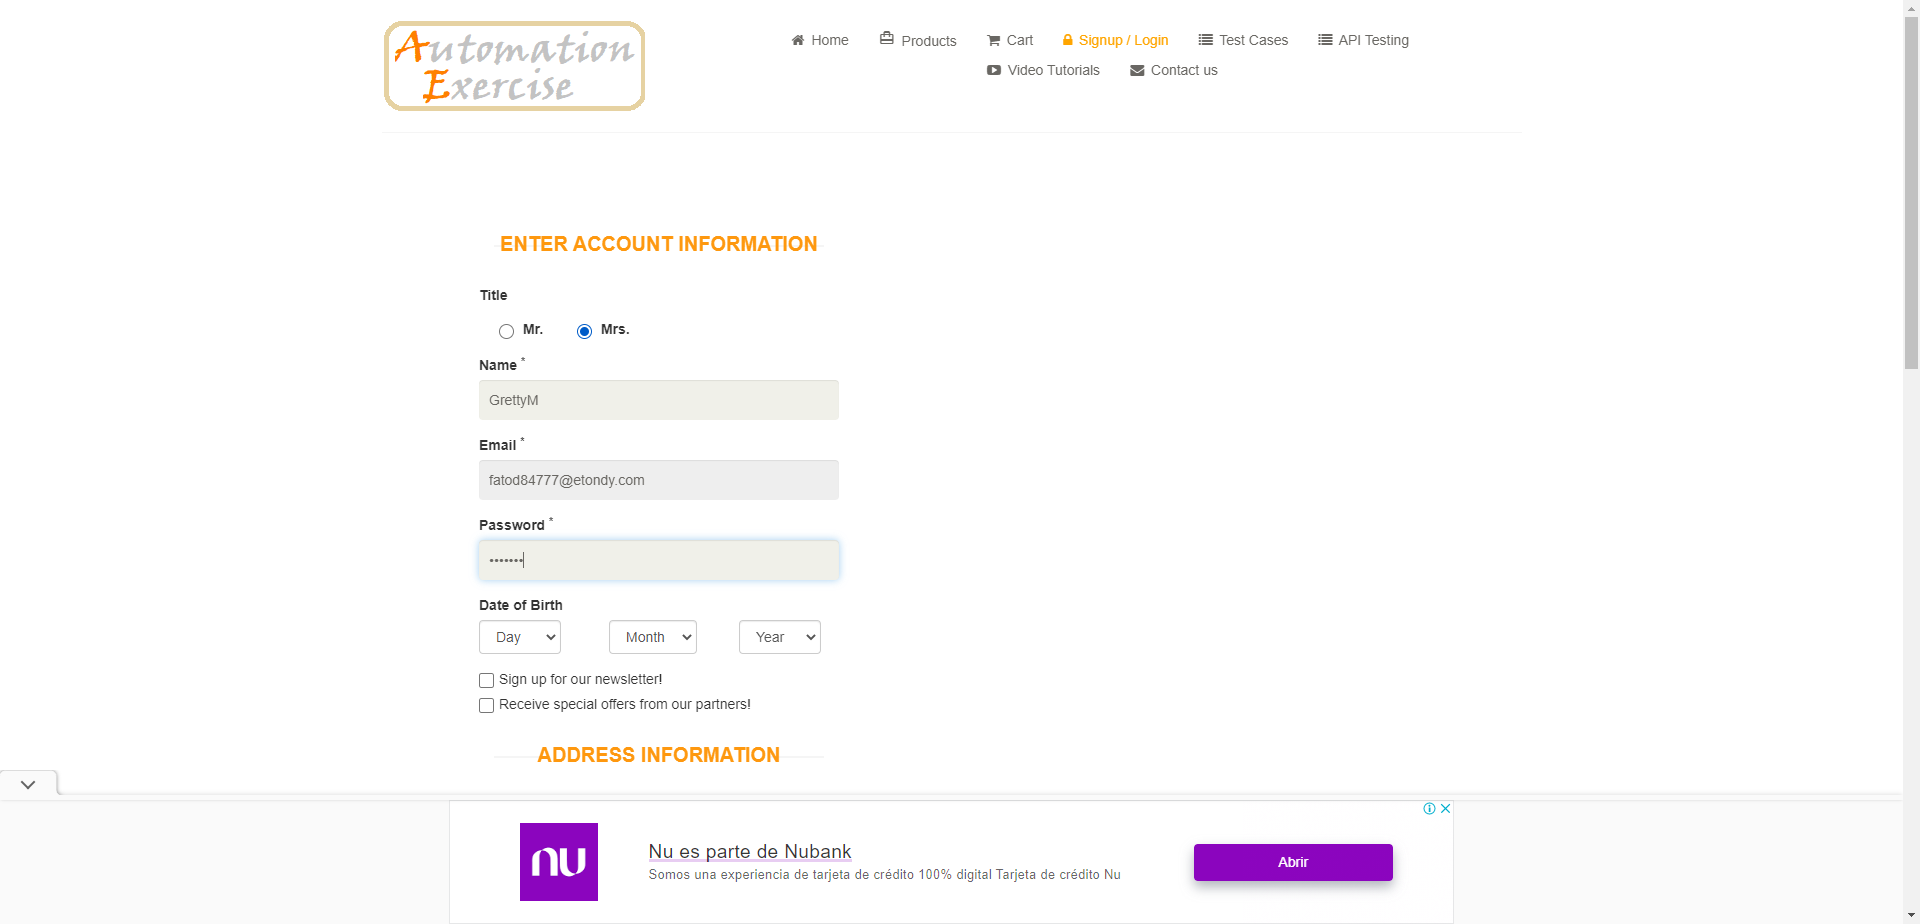 Automation
Exercise
Home
Products
Cart
Signup / Login
Test Cases
API Testing
Video Tutorials
Contact us
ENTER ACCOUNT INFORMATION
Title
Mr.
Mrs.
Name *
GrettyM
Email *
fatod84777@etondy.com
Password *
•••••••
Date of Birth
Day
Month
Year
Sign up for our newsletter!
Receive special offers from our partners!
ADDRESS INFORMATION
nu
Nu es parte de Nubank
Somos una experiencia de tarjeta de crédito 100% digital Tarjeta de crédito Nu
Abrir